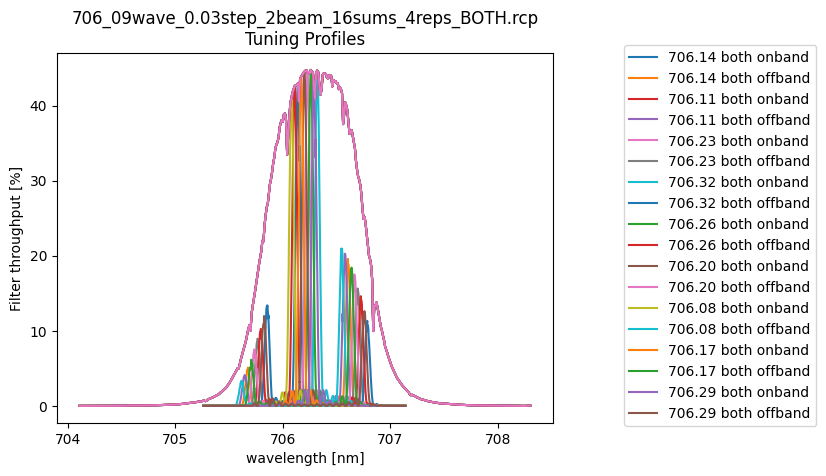 706_09wave_0.03step_2beam_16sums_4reps_BOTH.rcp
Tuning Profiles
Filter throughput [%]
40
30
20
10
0
704
705
706
707
708
wavelength [nm]
706.14 both onband
706.14 both offband
706.11 both onband
706.11 both offband
706.23 both onband
706.23 both offband
706.32 both onband
706.32 both offband
706.26 both onband
706.26 both offband
706.20 both onband
706.20 both offband
706.08 both onband
706.08 both offband
706.17 both onband
706.17 both offband
706.29 both onband
706.29 both offband